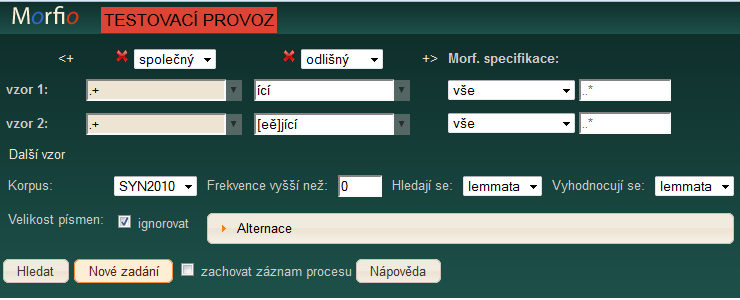 Morfio TESTOVACÍ PROVOZ
<+ společný odlišný +> Morf. specifikace:
vzor 1: .+ ící vše ..*
vzor 2: .+ [eě]jící vše ..*
Další vzor
Korpus: SYN2010 Frekvence vyšší než: 0 Hledají se: lemmata Vyhodnocují se: lemmata
Velikost písmen: ignorovat Alternace
Hledat Nové zadání zachovat záznam procesu Nápověda